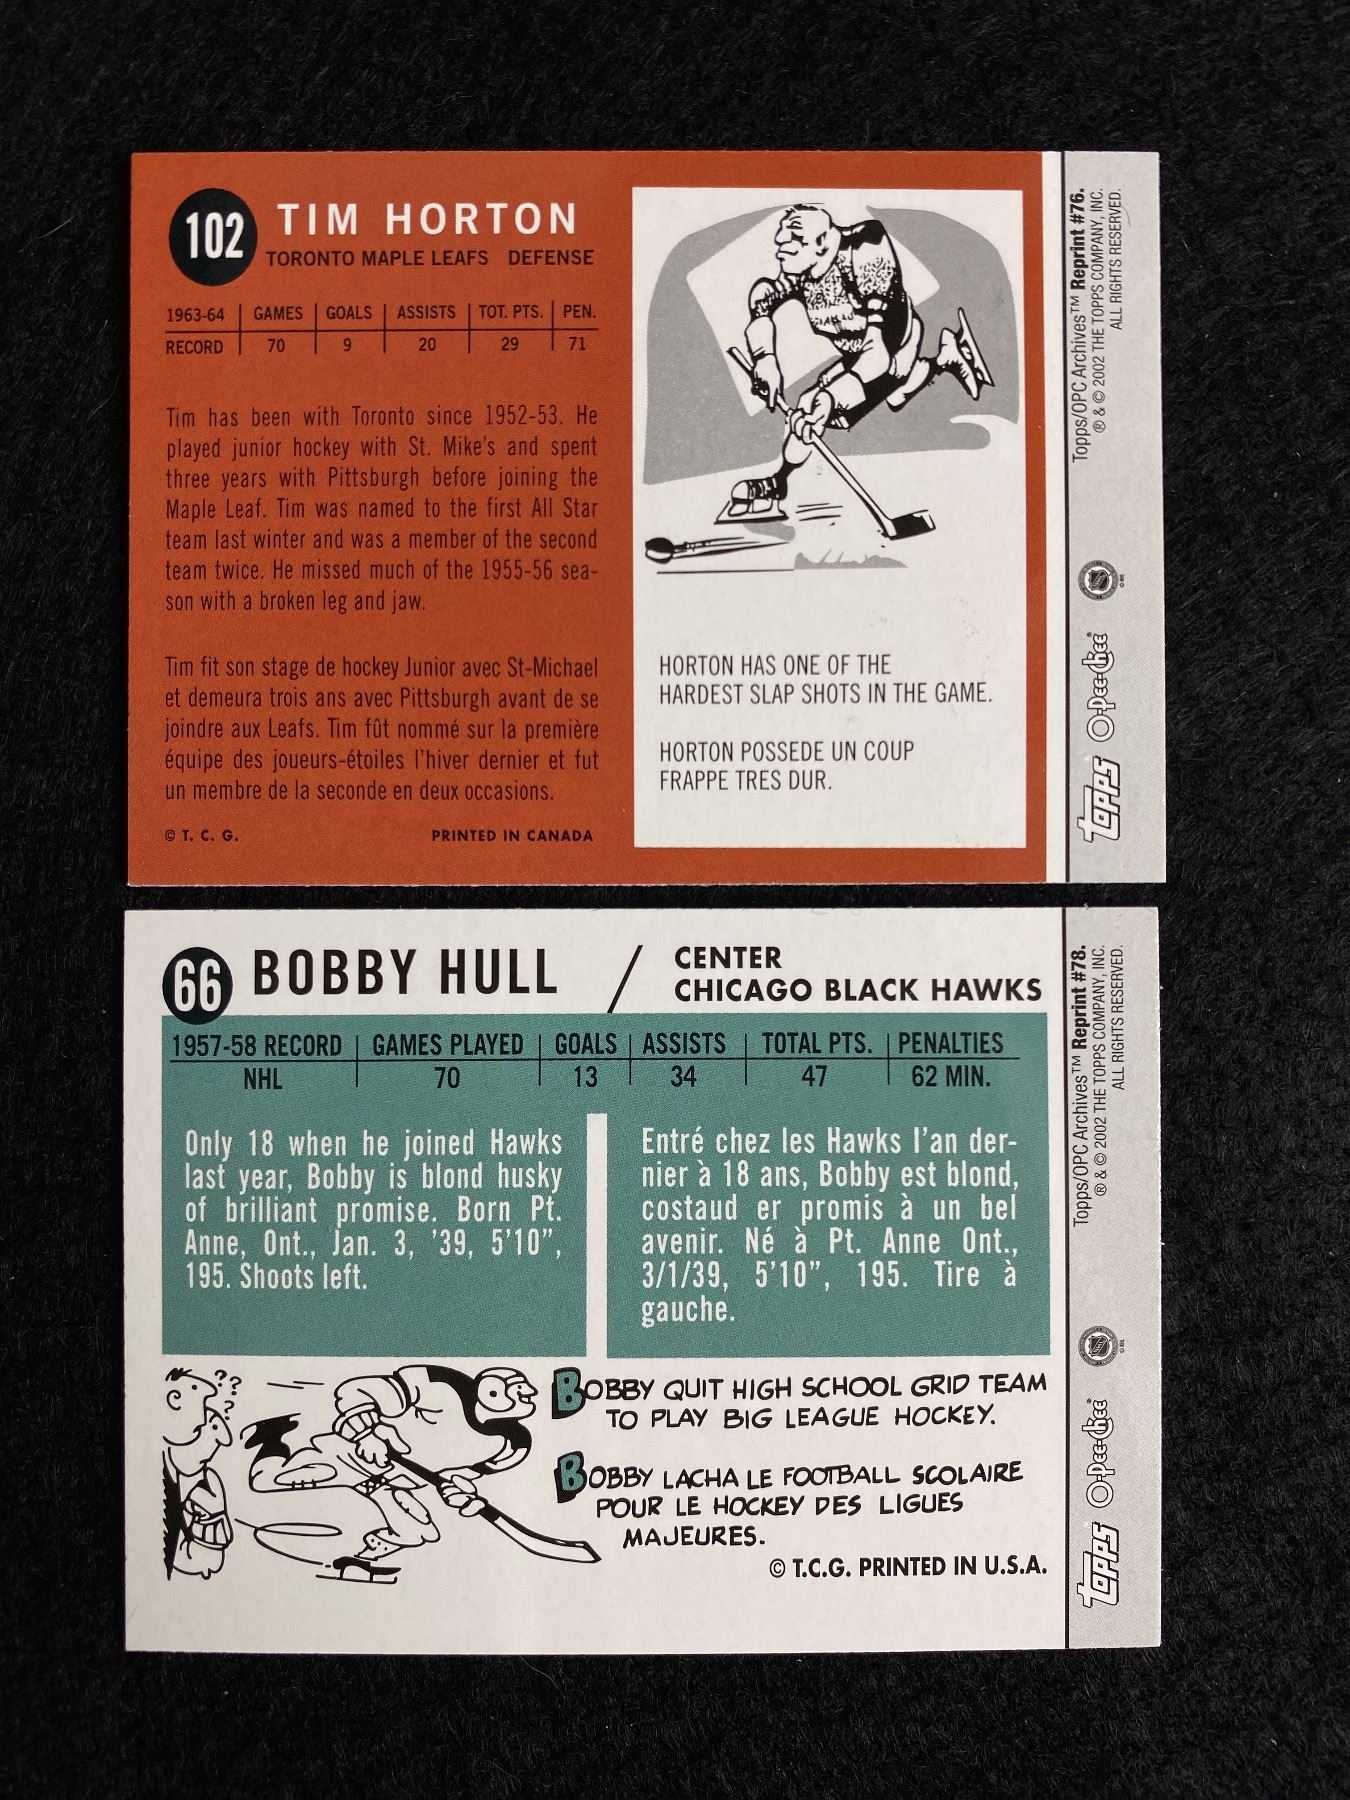 102 TIM HORTON
TORONTO MAPLE LEAFS DEFENSE
1963-64 GAMES GOALS ASSISTS TOT. PTS. PEN.
RECORD 70 9 20 29 71
Tim has been with Toronto since 1952-53. He
played junior hockey with St. Mike's and spent
three years with Pittsburgh before joining the
Maple Leaf. Tim was named to the first All Star
team last winter and was a member of the second
team twice. He missed much of the 1955-56 sea-
son with a broken leg and jaw.
Tim fit son stage de hockey Junior avec St-Michael
et demeura trois ans avec Pittsburgh avant de se
joindre aux Leafs. Tim fût nommé sur la première
équipe des joueurs-étoiles l'hiver dernier et fut
un membre de la seconde en deux occasions.
© T. C. G. PRINTED IN CANADA
HORTON HAS ONE OF THE
HARDEST SLAP SHOTS IN THE GAME.
HORTON POSSEDE UN COUP
FRAPPE TRES DUR.
Topps/OPC Archives™ Reprint #76.
® & © 2002 THE TOPPS COMPANY, INC.
ALL RIGHTS RESERVED.
NHL
O-Pee-Chee®
Topps
66 BOBBY HULL / CENTER
CHICAGO BLACK HAWKS
1957-58 RECORD GAMES PLAYED GOALS ASSISTS TOTAL PTS. PENALTIES
NHL 70 13 34 47 62 MIN.
Only 18 when he joined Hawks
last year, Bobby is blond husky
of brilliant promise. Born Pt.
Anne, Ont., Jan. 3, '39, 5'10",
195. Shoots left.
Entré chez les Hawks l'an der-
nier à 18 ans, Bobby est blond,
costaud er promis à un bel
avenir. Né à Pt. Anne Ont.,
3/1/39, 5'10", 195. Tire à
gauche.
???
BOBBY QUIT HIGH SCHOOL GRID TEAM
TO PLAY BIG LEAGUE HOCKEY.
BOBBY LACHA LE FOOTBALL SCOLAIRE
POUR LE HOCKEY DES LIGUES
MAJEURES.
© T.C.G. PRINTED IN U.S.A.
Topps/OPC Archives™ Reprint #78.
® & © 2002 THE TOPPS COMPANY, INC.
ALL RIGHTS RESERVED.
NHL
O-Pee-Chee®
Topps